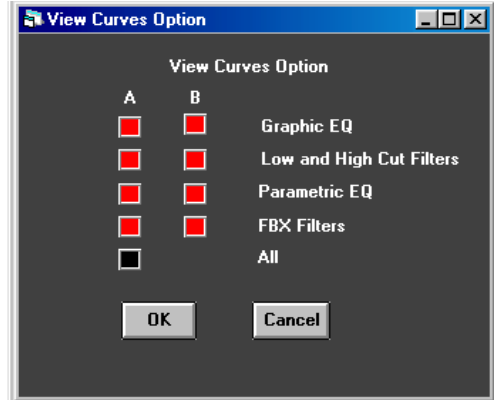 View Curves Option
View Curves Option
A B
Graphic EQ
Low and High Cut Filters
Parametric EQ
FBX Filters
All
OK Cancel